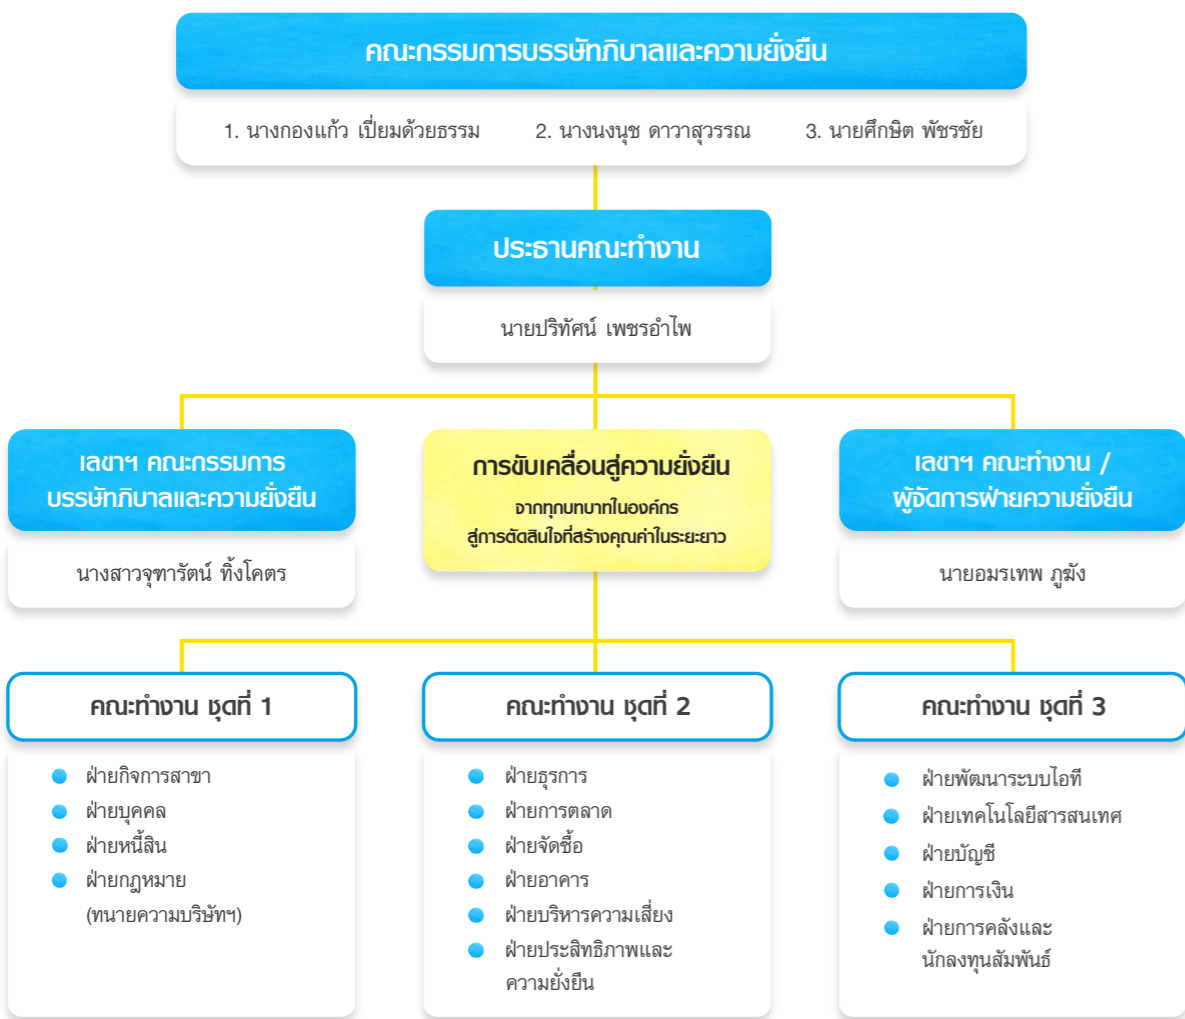 คณะกรรมการบรรษัทภิบาลและความยั่งยืน
1. นางกองแก้ว เปี่ยมด้วยธรรม 2. นางนงนุช ดาวาสุวรรณ 3. นายศึกษิต พัชรชัย
ประธานคณะทำงาน
นายปริทัศน์ เพชรอำไพ
เลขาฯ คณะกรรมการ
บรรษัทภิบาลและความยั่งยืน
นางสาวจุฑารัตน์ ทิ้งโคตร
การขับเคลื่อนสู่ความยั่งยืน
จากทุกบทบาทในองค์กร
สู่การตัดสินใจที่สร้างคุณค่าในระยะยาว
เลขาฯ คณะทำงาน /
ผู้จัดการฝ่ายความยั่งยืน
นายอมรเทพ ภูฆัง
คณะทำงาน ชุดที่ 1
ฝ่ายกิจการสาขา
ฝ่ายบุคคล
ฝ่ายหนี้สิน
ฝ่ายกฎหมาย
(ทนายความบริษัทฯ)
คณะทำงาน ชุดที่ 2
ฝ่ายธุรการ
ฝ่ายการตลาด
ฝ่ายจัดซื้อ
ฝ่ายอาคาร
ฝ่ายบริหารความเสี่ยง
ฝ่ายประสิทธิภาพและ
ความยั่งยืน
คณะทำงาน ชุดที่ 3
ฝ่ายพัฒนาระบบไอที
ฝ่ายเทคโนโลยีสารสนเทศ
ฝ่ายบัญชี
ฝ่ายการเงิน
ฝ่ายการคลังและ
นักลงทุนสัมพันธ์